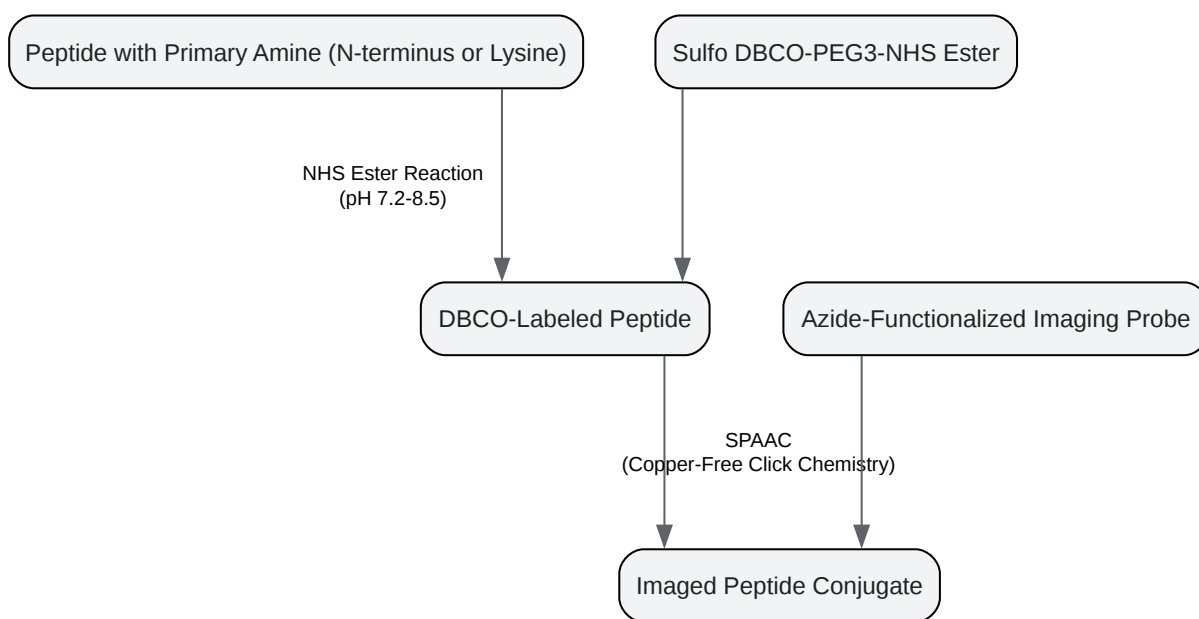 Peptide with Primary Amine (N-terminus or Lysine)
Sulfo DBCO-PEG3-NHS Ester
NHS Ester Reaction
(pH 7.2-8.5)
DBCO-Labeled Peptide
Azide-Functionalized Imaging Probe
SPAAC
(Copper-Free Click Chemistry)
Imaged Peptide Conjugate